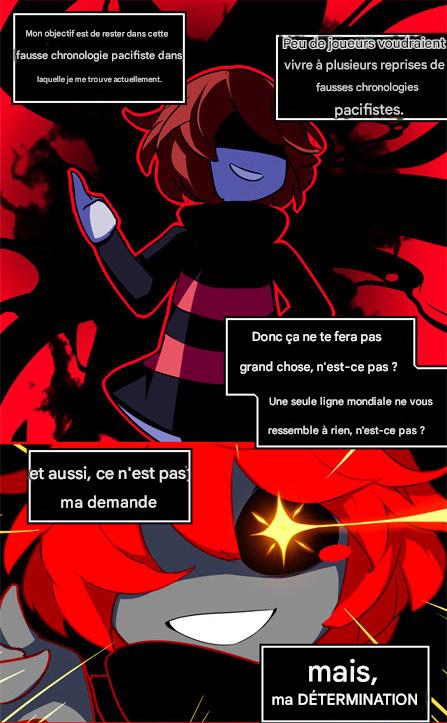 Mon objectif est de rester dans cette
fausse chronologie pacifiste dans
laquelle je me trouve actuellement.
Peu de joueurs voudraient
vivre à plusieurs reprises de
fausses chronologies
pacifistes.
Donc ça ne te fera pas
grand chose, n'est-ce pas ?
Une seule ligne mondiale ne vous
ressemble à rien, n'est-ce pas ?
et aussi, ce n'est pas
ma demande
mais,
ma DÉTERMINATION